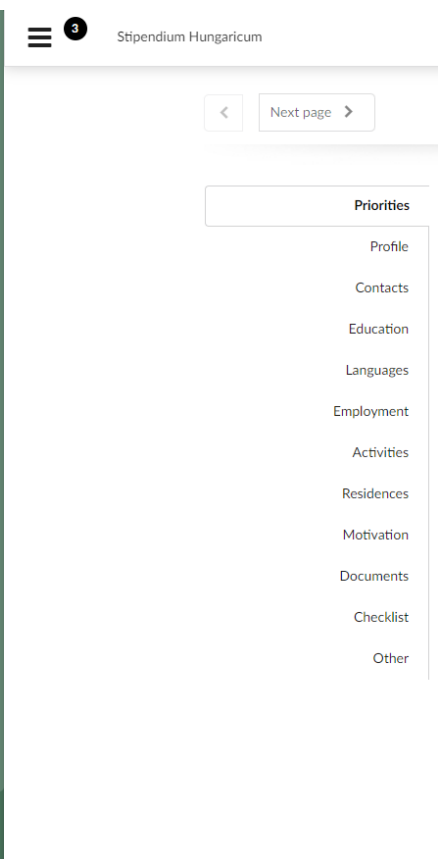 3
Stipendium Hungaricum
Next page
Priorities
Profile
Contacts
Education
Languages
Employment
Activities
Residences
Motivation
Documents
Checklist
Other